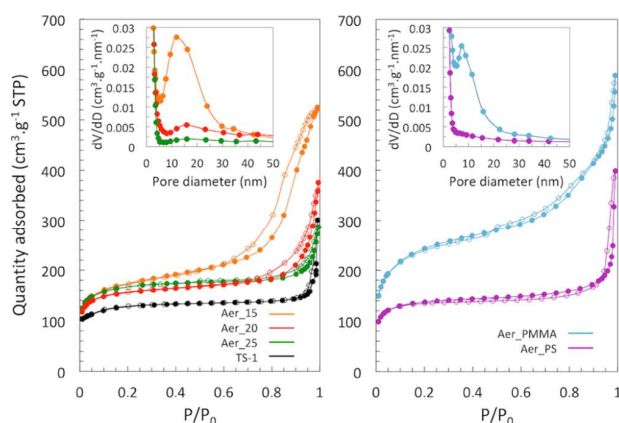 700
600
500
400
300
200
100
0
Quantity adsorbed (cm³.g⁻¹ STP)
0 0.2 0.4 0.6 0.8 1
P/P₀
0.03
0.025
0.02
0.015
0.01
0.005
0
dV/dD (cm³.g⁻¹.nm⁻¹)
0 10 20 30 40 50
Pore diameter (nm)
Aer_15
Aer_20
Aer_25
TS-1
700
600
500
400
300
200
100
0
0 0.2 0.4 0.6 0.8 1
P/P₀
0.03
0.025
0.02
0.015
0.01
0.005
0
dV/dD (cm³.g⁻¹.nm⁻¹)
0 10 20 30 40 50
Pore diameter (nm)
Aer_PMMA
Aer_PS